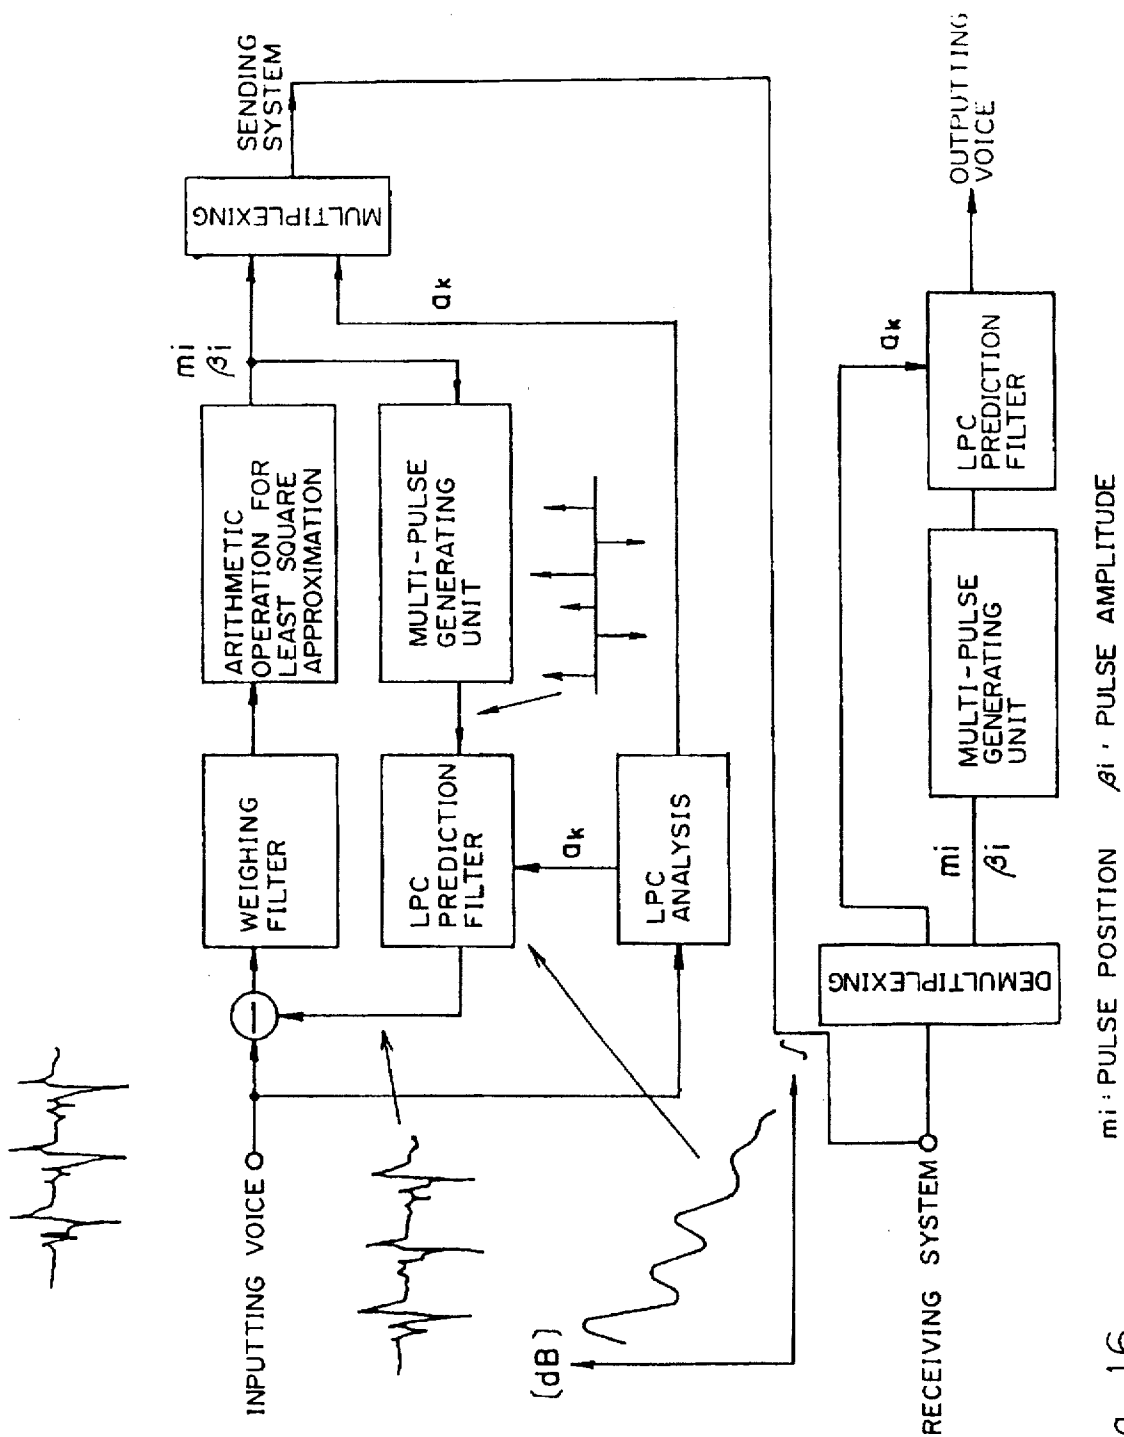 INPUTTING VOICE
WEIGHING
FILTER
ARITHMETIC
OPERATION FOR
LEAST SQUARE
APPROXIMATION
mi
βi
MULTIPLEXING
SENDING
SYSTEM
LPC
PREDICTION
FILTER
MULTI-PULSE
GENERATING
UNIT
ak
ak
LPC
ANALYSIS
[dB]
f
RECEIVING SYSTEM
DEMULTIPLEXING
mi
βi
MULTI-PULSE
GENERATING
UNIT
ak
LPC
PREDICTION
FILTER
OUTPUTTING
VOICE
mi : PULSE POSITION βi · PULSE AMPLITUDE
16